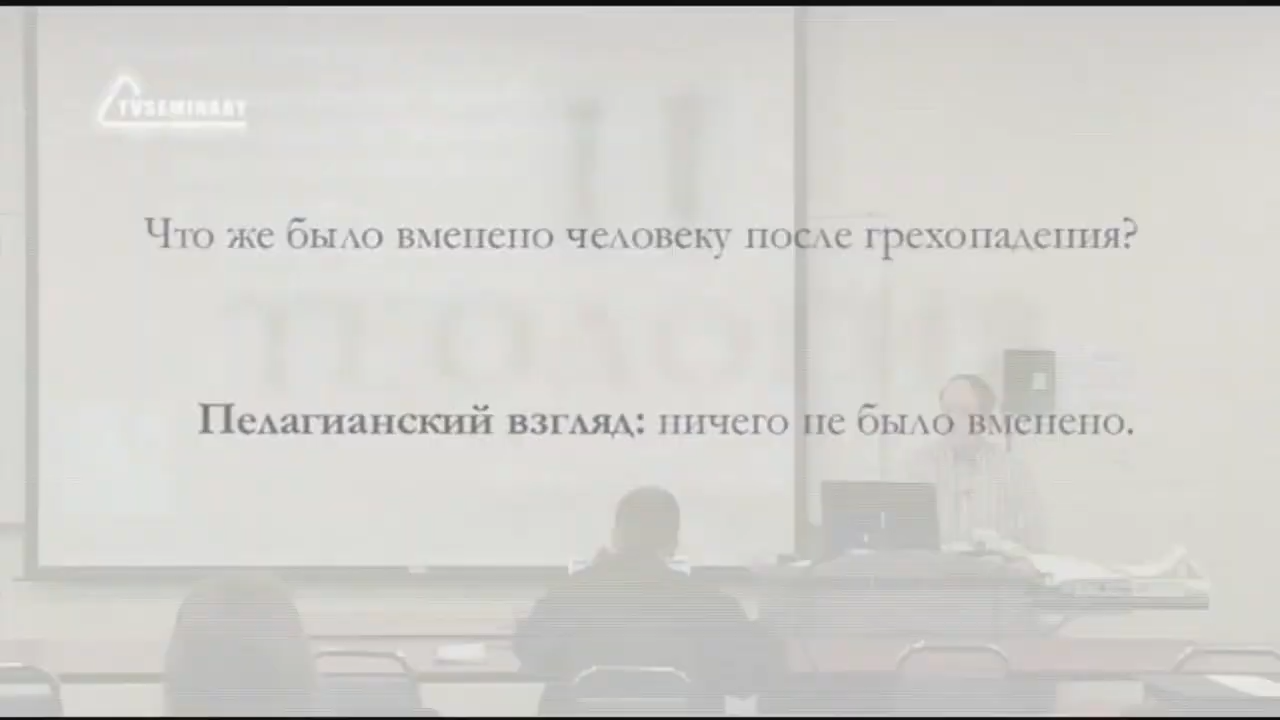 TVSEMINARY
Что же было вменено человеку после грехопадения?
Пелагианский взгляд: ничего не было вменено.